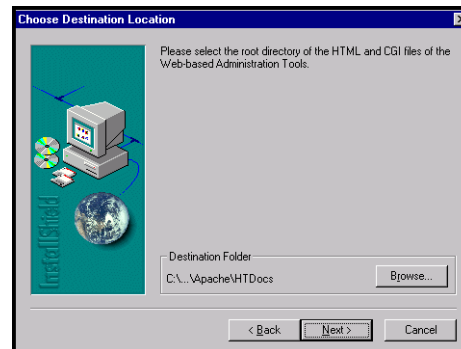 Choose Destination Location
Please select the root directory of the HTML and CGI files of the
Web-based Administration Tools.
InstallShield
Destination Folder
C:\...\Apache\HTDocs
Browse...
< Back
Next >
Cancel